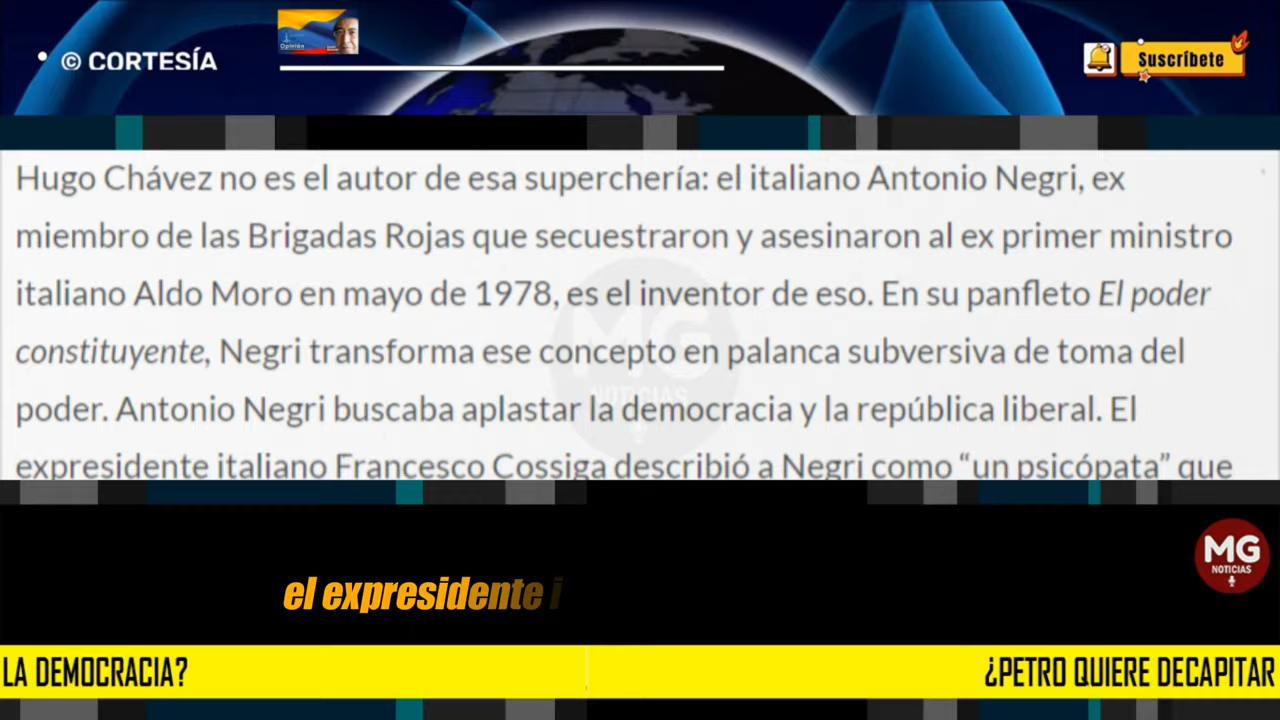 © CORTESÍA
Opinión
Suscríbete
Hugo Chávez no es el autor de esa superchería: el italiano Antonio Negri, ex
miembro de las Brigadas Rojas que secuestraron y asesinaron al ex primer ministro
italiano Aldo Moro en mayo de 1978, es el inventor de eso. En su panfleto El poder
constituyente, Negri transforma ese concepto en palanca subversiva de toma del
poder. Antonio Negri buscaba aplastar la democracia y la república liberal. El
expresidente italiano Francesco Cossiga describió a Negri como “un psicópata” que
MG
NOTICIAS
el expresidente i
MG
NOTICIAS
LA DEMOCRACIA?
¿PETRO QUIERE DECAPITAR